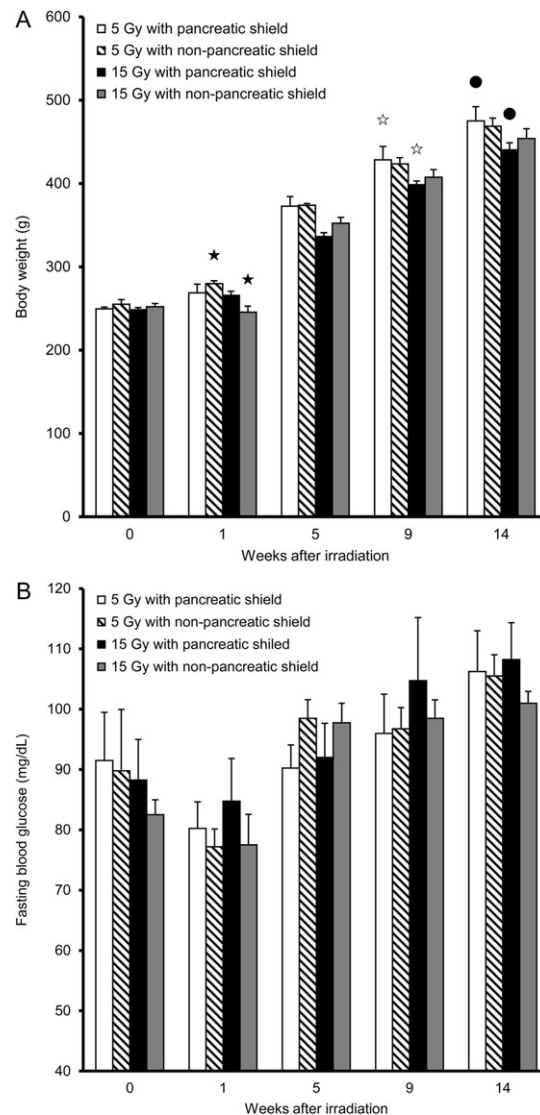 A
5 Gy with pancreatic shield
5 Gy with non-pancreatic shield
15 Gy with pancreatic shield
15 Gy with non-pancreatic shield
Body weight (g)
600
500
400
300
200
100
0
0 1 5 9 14
Weeks after irradiation
B
5 Gy with pancreatic shield
5 Gy with non-pancreatic shield
15 Gy with pancreatic shiled
15 Gy with non-pancreatic shield
Fasting blood glucose (mg/dL)
120
110
100
90
80
70
60
50
40
0 1 5 9 14
Weeks after irradiation